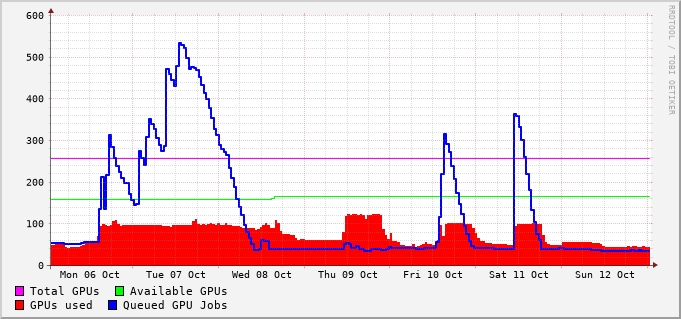 600
500
400
300
200
100
0
Mon 06 Oct Tue 07 Oct Wed 08 Oct Thu 09 Oct Fri 10 Oct Sat 11 Oct Sun 12 Oct
Total GPUs Available GPUs
GPUs used Queued GPU Jobs
RRDTOOL / TOBI OETIKER